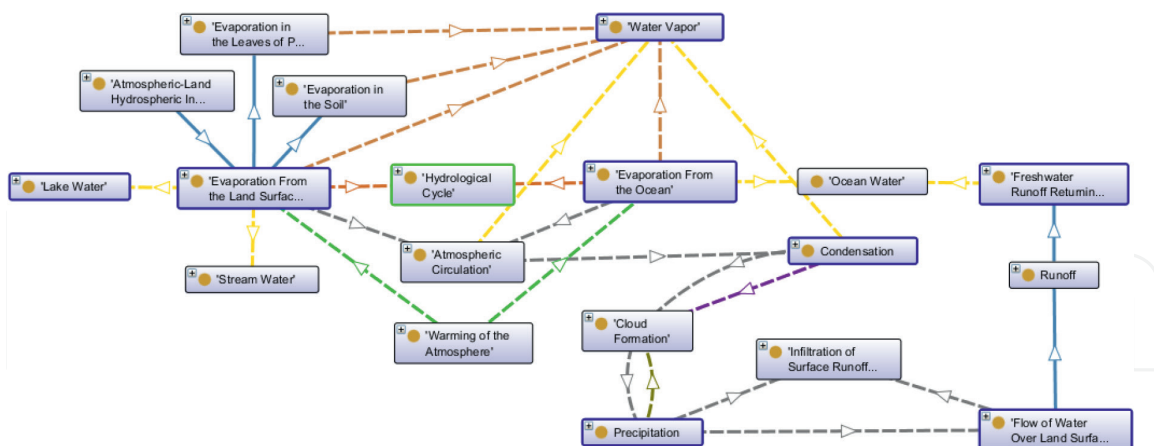 'Evaporation in
the Leaves of P...
'Water Vapor'
'Atmospheric-Land
Hydrospheric In...
'Evaporation in
the Soil'
'Lake Water'
'Evaporation From
the Land Surfac...
'Hydrological
Cycle'
'Evaporation From
the Ocean'
'Ocean Water'
'Freshwater
Runoff Returnin...
'Stream Water'
'Atmospheric
Circulation'
Condensation
Runoff
'Warming of the
Atmosphere'
'Cloud
Formation'
'Infiltration of
Surface Runoff...
Precipitation
'Flow of Water
Over Land Surfa...